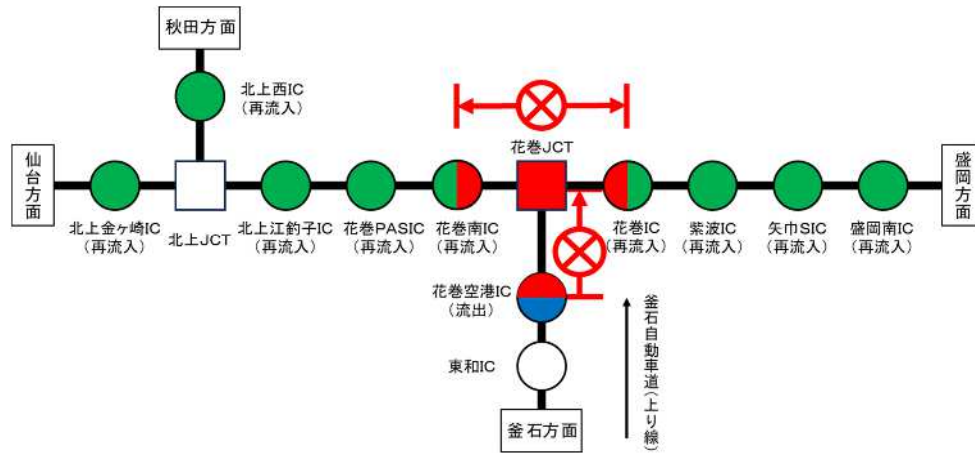 秋田方面
北上西IC
(再流入)
仙台方面
盛岡方面
花巻JCT
北上金ヶ崎IC
(再流入)
北上JCT
北上江釣子IC
(再流入)
花巻PASIC
(再流入)
花巻南IC
(再流入)
花巻IC
(再流入)
紫波IC
(再流入)
矢巾SIC
(再流入)
盛岡南IC
(再流入)
花巻空港IC
(流出)
東和IC
釜石方面
釜石自動車道(上り線)